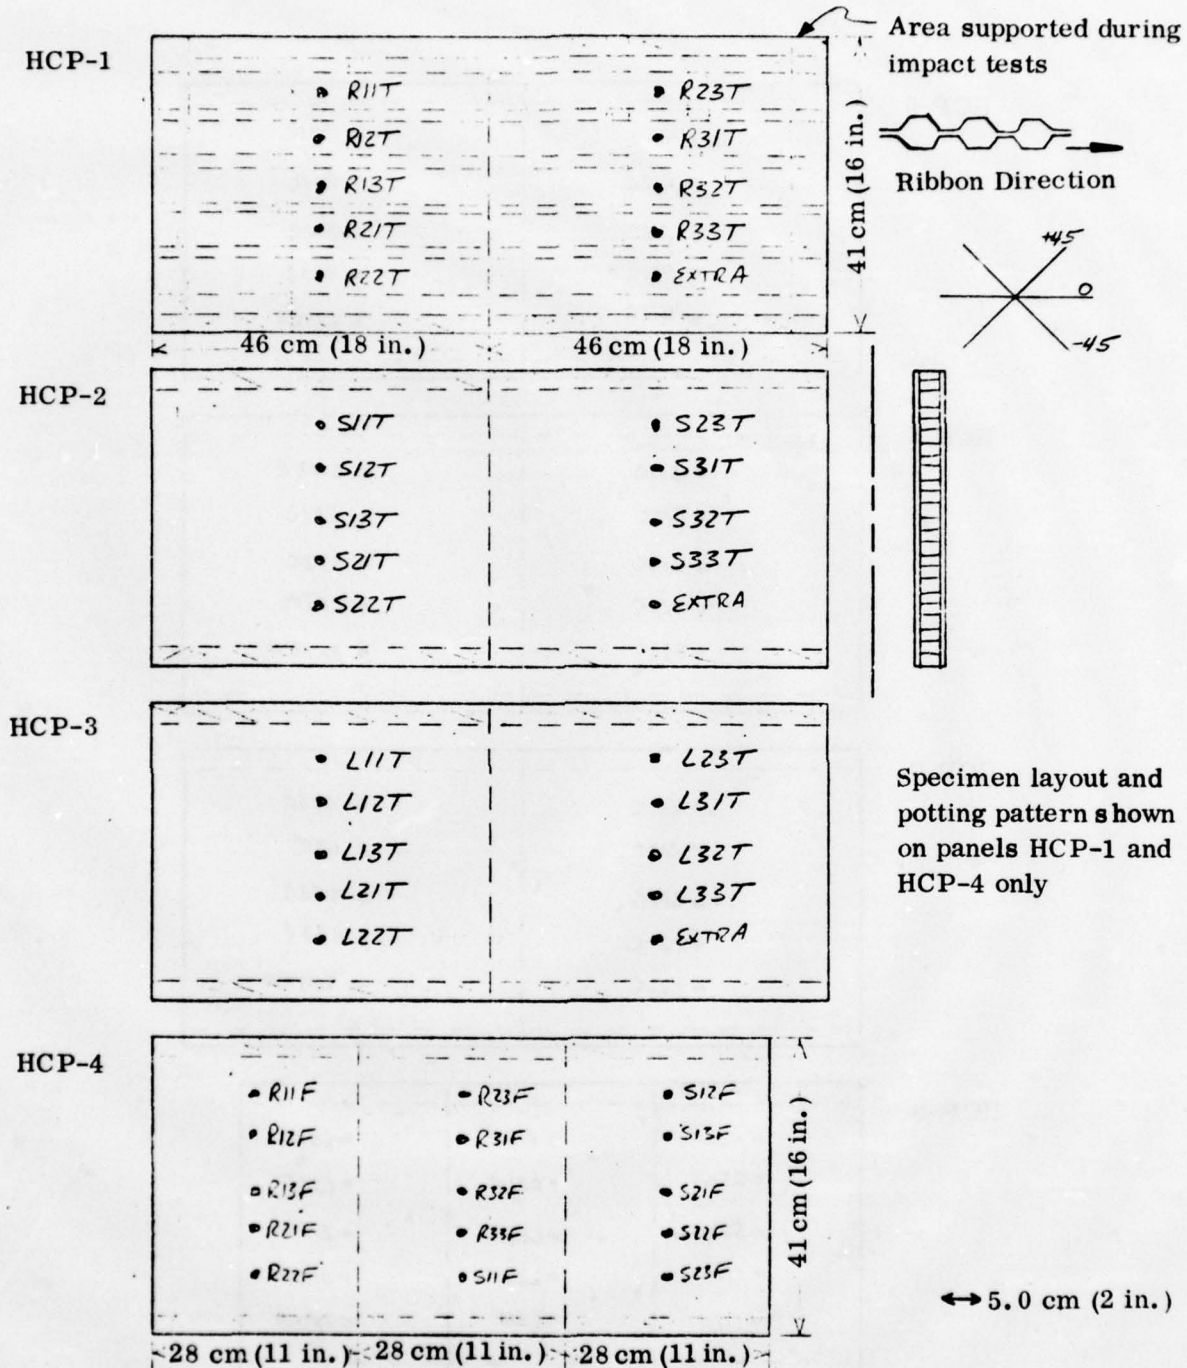 Area supported during
impact tests
HCP-1
R11T
R23T
R12T
R31T
R13T
R32T
R21T
R33T
R22T
EXTRA
41 cm (16 in.)
46 cm (18 in.)
46 cm (18 in.)
Ribbon Direction
+45
0
-45
HCP-2
S11T
S23T
S12T
S31T
S13T
S32T
S21T
S33T
S22T
EXTRA
HCP-3
L11T
L23T
L12T
L31T
L13T
L32T
L21T
L33T
L22T
EXTRA
Specimen layout and
potting pattern shown
on panels HCP-1 and
HCP-4 only
HCP-4
R11F
R23F
S12F
R12F
R31F
S13F
R13F
R32F
S21F
R21F
R33F
S22F
R22F
S11F
S23F
41 cm (16 in.)
28 cm (11 in.)
28 cm (11 in.)
28 cm (11 in.)
5.0 cm (2 in.)